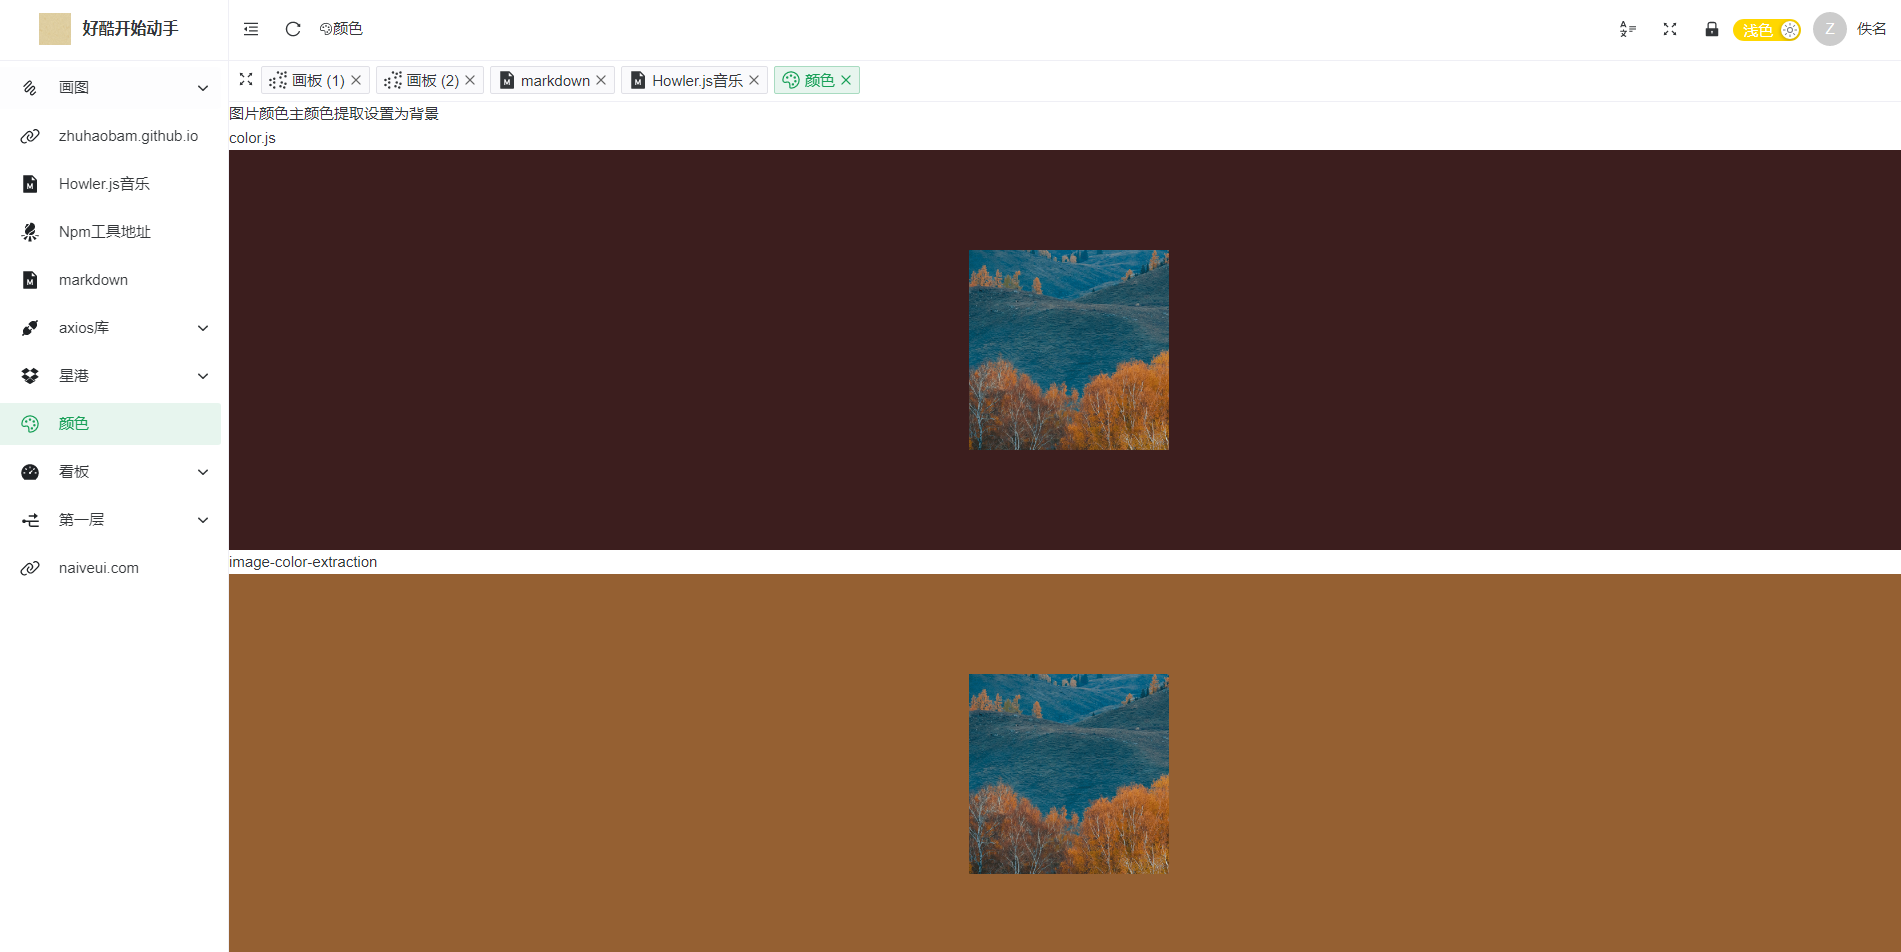 好酷开始动手
颜色
浅色
Z
佚名
画板 (1)
画板 (2)
markdown
Howler.js音乐
颜色
画图
zhuhaobam.github.io
Howler.js音乐
Npm工具地址
markdown
axios库
星港
颜色
看板
第一层
naiveui.com
图片颜色主颜色提取设置为背景
color.js
image-color-extraction